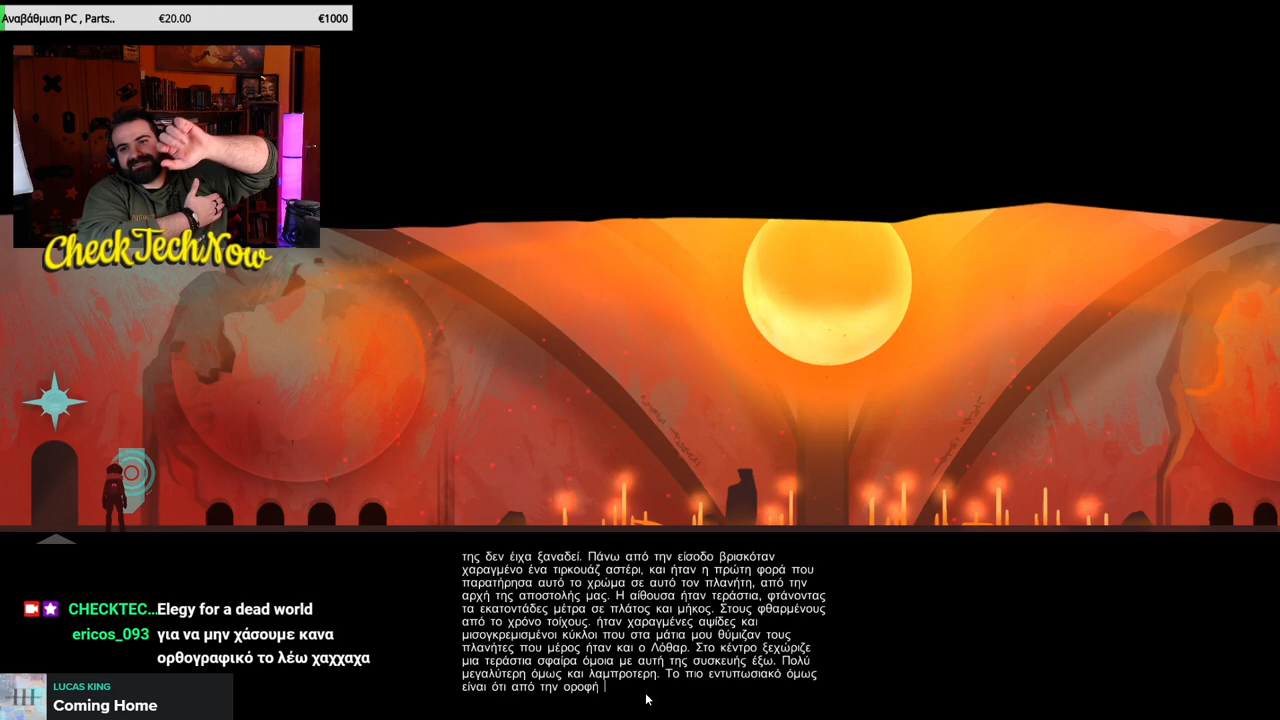 Αναβάθμιση PC , Parts.. €20.00 €1000
CheckTechNow
της δεν έιχα ξαναδεί. Πάνω από την είσοδο βρισκόταν
χαραγμένο ένα τιρκουάζ αστέρι, και ήταν η πρώτη φορά που
παρατήρησα αυτό το χρώμα σε αυτό τον πλανήτη, από την
αρχή της αποστολής μας. Η αίθουσα ήταν τεράστια, φτάνοντας
τα εκατοντάδες μέτρα σε πλάτος και μήκος. Στους φθαρμένους
από το χρόνο τοίχους. ήταν χαραγμένες αψίδες και
μισογκρεμισμένοι κύκλοι που στα μάτια μου θύμιζαν τους
πλανήτες που μέρος ήταν και ο Λόθαρ. Στο κέντρο ξεχώριζε
μια τεράστια σφαίρα όμοια με αυτή της συσκευής έξω. Πολύ
μεγαλύτερη όμως και λαμπροτερη. Το πιο εντυπωσιακό όμως
είναι ότι από την οροφή
CHECKTEC... Elegy for a dead world
ericos_093 για να μην χάσουμε κανα
ορθογραφικό το λέω χαχχαχα
LUCAS KING
Coming Home